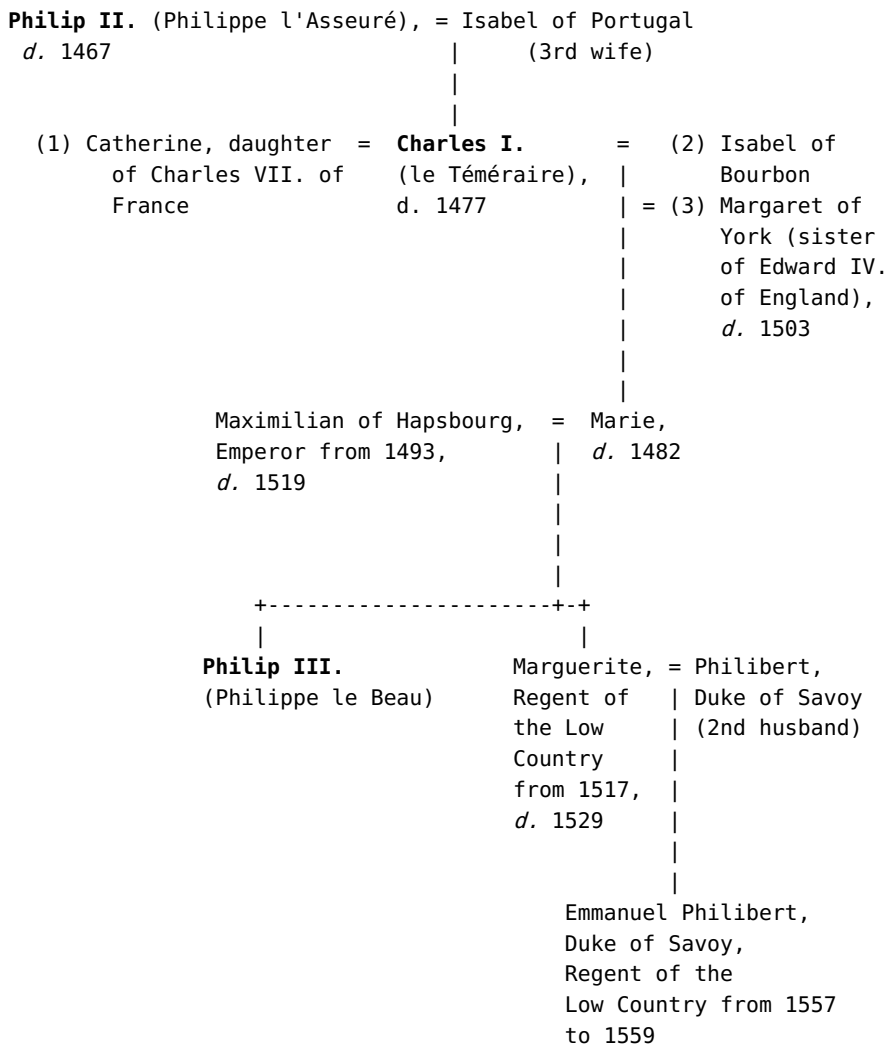 Philip II. (Philippe l'Asseuré), = Isabel of Portugal
d. 1467 | (3rd wife)
|
|
(1) Catherine, daughter = Charles I. = (2) Isabel of
of Charles VII. of (le Téméraire), | Bourbon
France d. 1477 | = (3) Margaret of
| York (sister
| of Edward IV.
| of England),
| d. 1503
|
|
Maximilian of Hapsbourg, = Marie,
Emperor from 1493, | d. 1482
d. 1519 |
|
|
|
+----------------------+-+
| |
Philip III. Marguerite, = Philibert,
(Philippe le Beau) Regent of | Duke of Savoy
the Low | (2nd husband)
Country |
from 1517, |
d. 1529 |
|
|
Emmanuel Philibert,
Duke of Savoy,
Regent of the
Low Country from 1557
to 1559